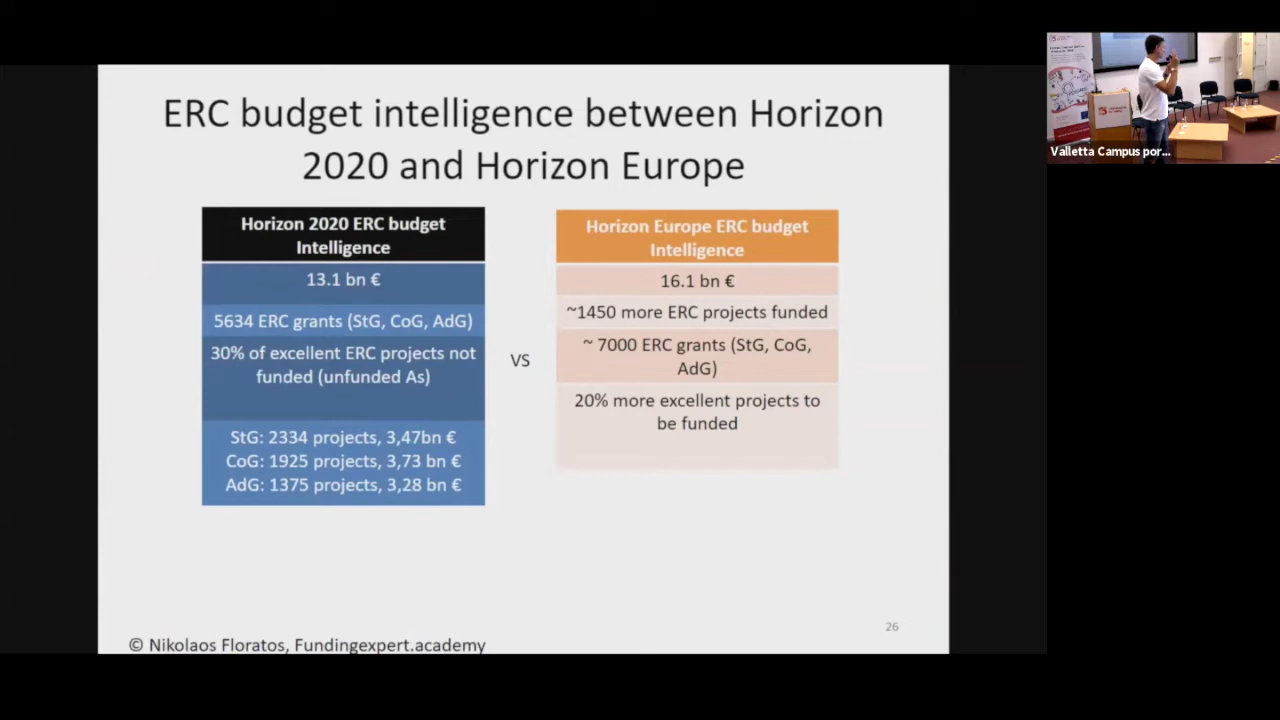 ERC budget intelligence between Horizon
2020 and Horizon Europe
Horizon 2020 ERC budget
Intelligence
13.1 bn €
5634 ERC grants (StG, CoG, AdG)
30% of excellent ERC projects not
funded (unfunded As)
StG: 2334 projects, 3,47bn €
CoG: 1925 projects, 3,73 bn €
AdG: 1375 projects, 3,28 bn €
VS
Horizon Europe ERC budget
Intelligence
16.1 bn €
~1450 more ERC projects funded
~ 7000 ERC grants (StG, CoG,
AdG)
20% more excellent projects to
be funded
26
© Nikolaos Floratos, Fundingexpert.academy
Valletta Campus por...